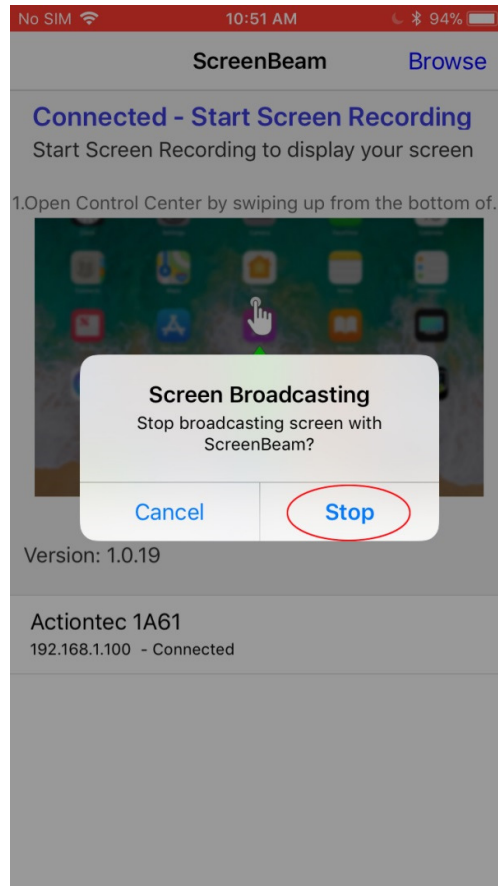 No SIM 10:51 AM 94%
ScreenBeam Browse
Connected - Start Screen Recording
Start Screen Recording to display your screen
1.Open Control Center by swiping up from the bottom of.
Screen Broadcasting
Stop broadcasting screen with
ScreenBeam?
Cancel Stop
Version: 1.0.19
Actiontec 1A61
192.168.1.100 - Connected